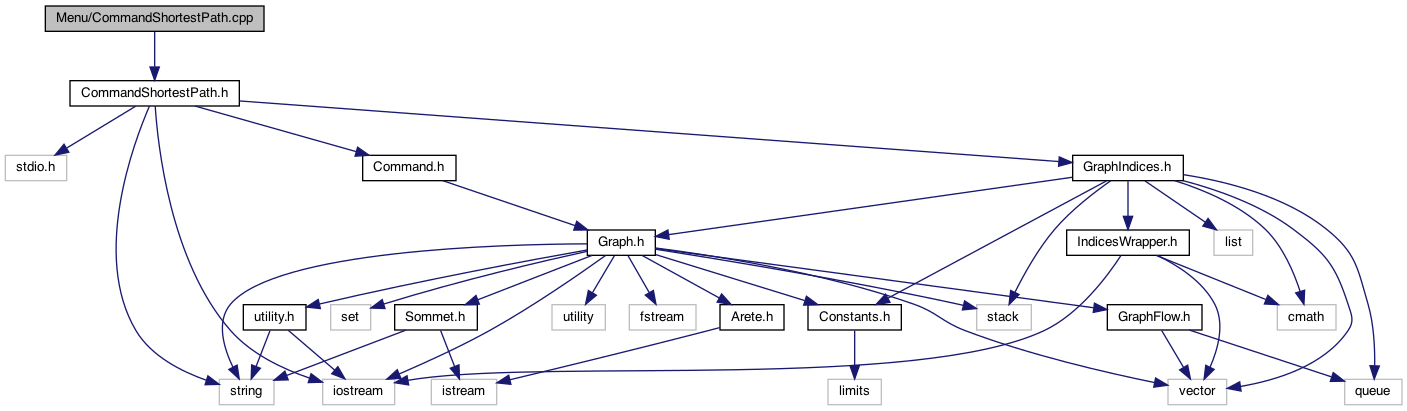 Menu/CommandShortestPath.cpp
CommandShortestPath.h
stdio.h
Command.h
GraphIndices.h
Graph.h
IndicesWrapper.h
list
utility.h
set
Sommet.h
utility
fstream
Arete.h
Constants.h
stack
GraphFlow.h
cmath
string
iostream
istream
limits
vector
queue